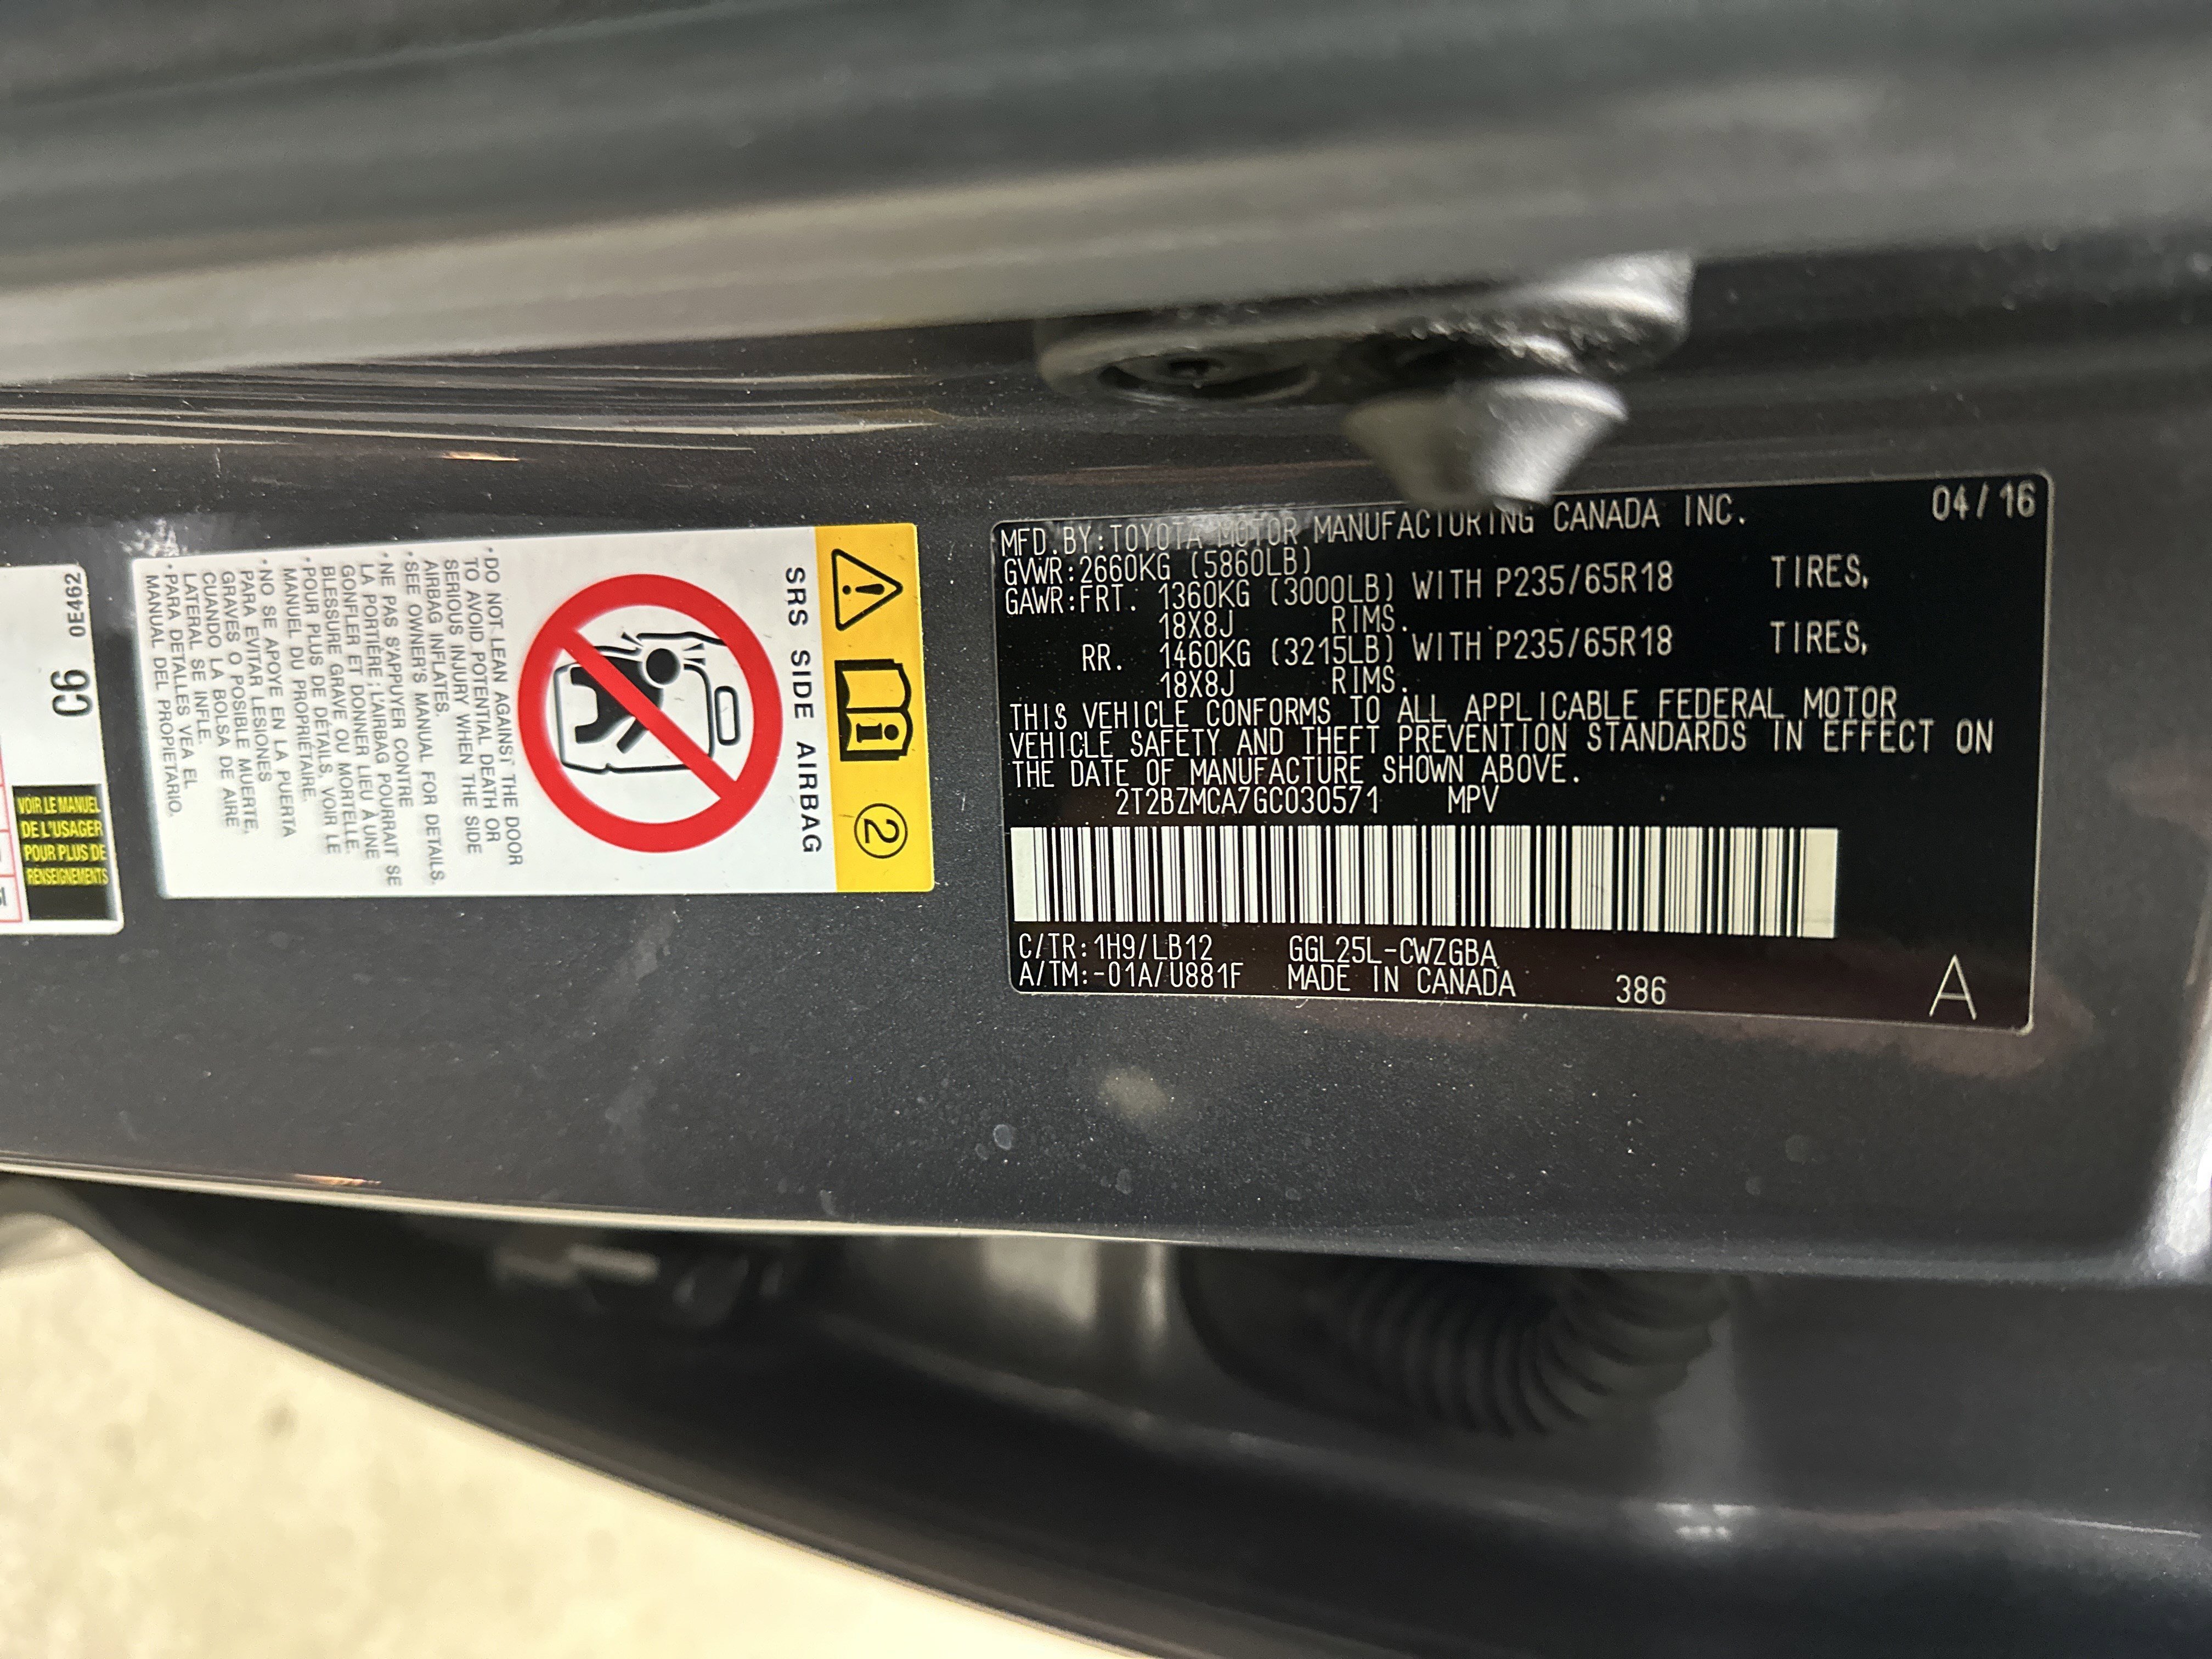 MFD.BY:TOYOTA MOTOR MANUFACTURING CANADA INC. 04/16
GVWR:2660KG (5860LB)
GAWR:FRT. 1360KG (3000LB) WITH P235/65R18 TIRES,
18X8J RIMS.
RR. 1460KG (3215LB) WITH P235/65R18 TIRES,
18X8J RIMS.
THIS VEHICLE CONFORMS TO ALL APPLICABLE FEDERAL MOTOR
VEHICLE SAFETY AND THEFT PREVENTION STANDARDS IN EFFECT ON
THE DATE OF MANUFACTURE SHOWN ABOVE.
2T2BZMCA7GC030571 MPV
C/TR:1H9/LB12 GGL25L-CWZGBA
A/TM:-01A/U881F MADE IN CANADA 386 A
2
SRS SIDE AIRBAG
•DO NOT LEAN AGAINST THE DOOR
TO AVOID POTENTIAL DEATH OR
SERIOUS INJURY WHEN THE SIDE
AIRBAG INFLATES.
•SEE OWNER'S MANUAL FOR DETAILS.
•NE PAS S'APPUYER CONTRE
LA PORTIÈRE; L'AIRBAG POURRAIT SE
GONFLER ET DONNER LIEU À UNE
BLESSURE GRAVE OU MORTELLE.
•POUR PLUS DE DÉTAILS, VOIR LE
MANUEL DU PROPRIÉTAIRE.
•NO SE APOYE EN LA PUERTA
PARA EVITAR LESIONES
GRAVES O POSIBLE MUERTE,
CUANDO LA BOLSA DE AIRE
LATERAL SE INFLE.
•PARA DETALLES VEA EL
MANUAL DEL PROPIETARIO.
0E462
C6
VOIR LE MANUEL
DE L'USAGER
POUR PLUS DE
RENSEIGNEMENTS